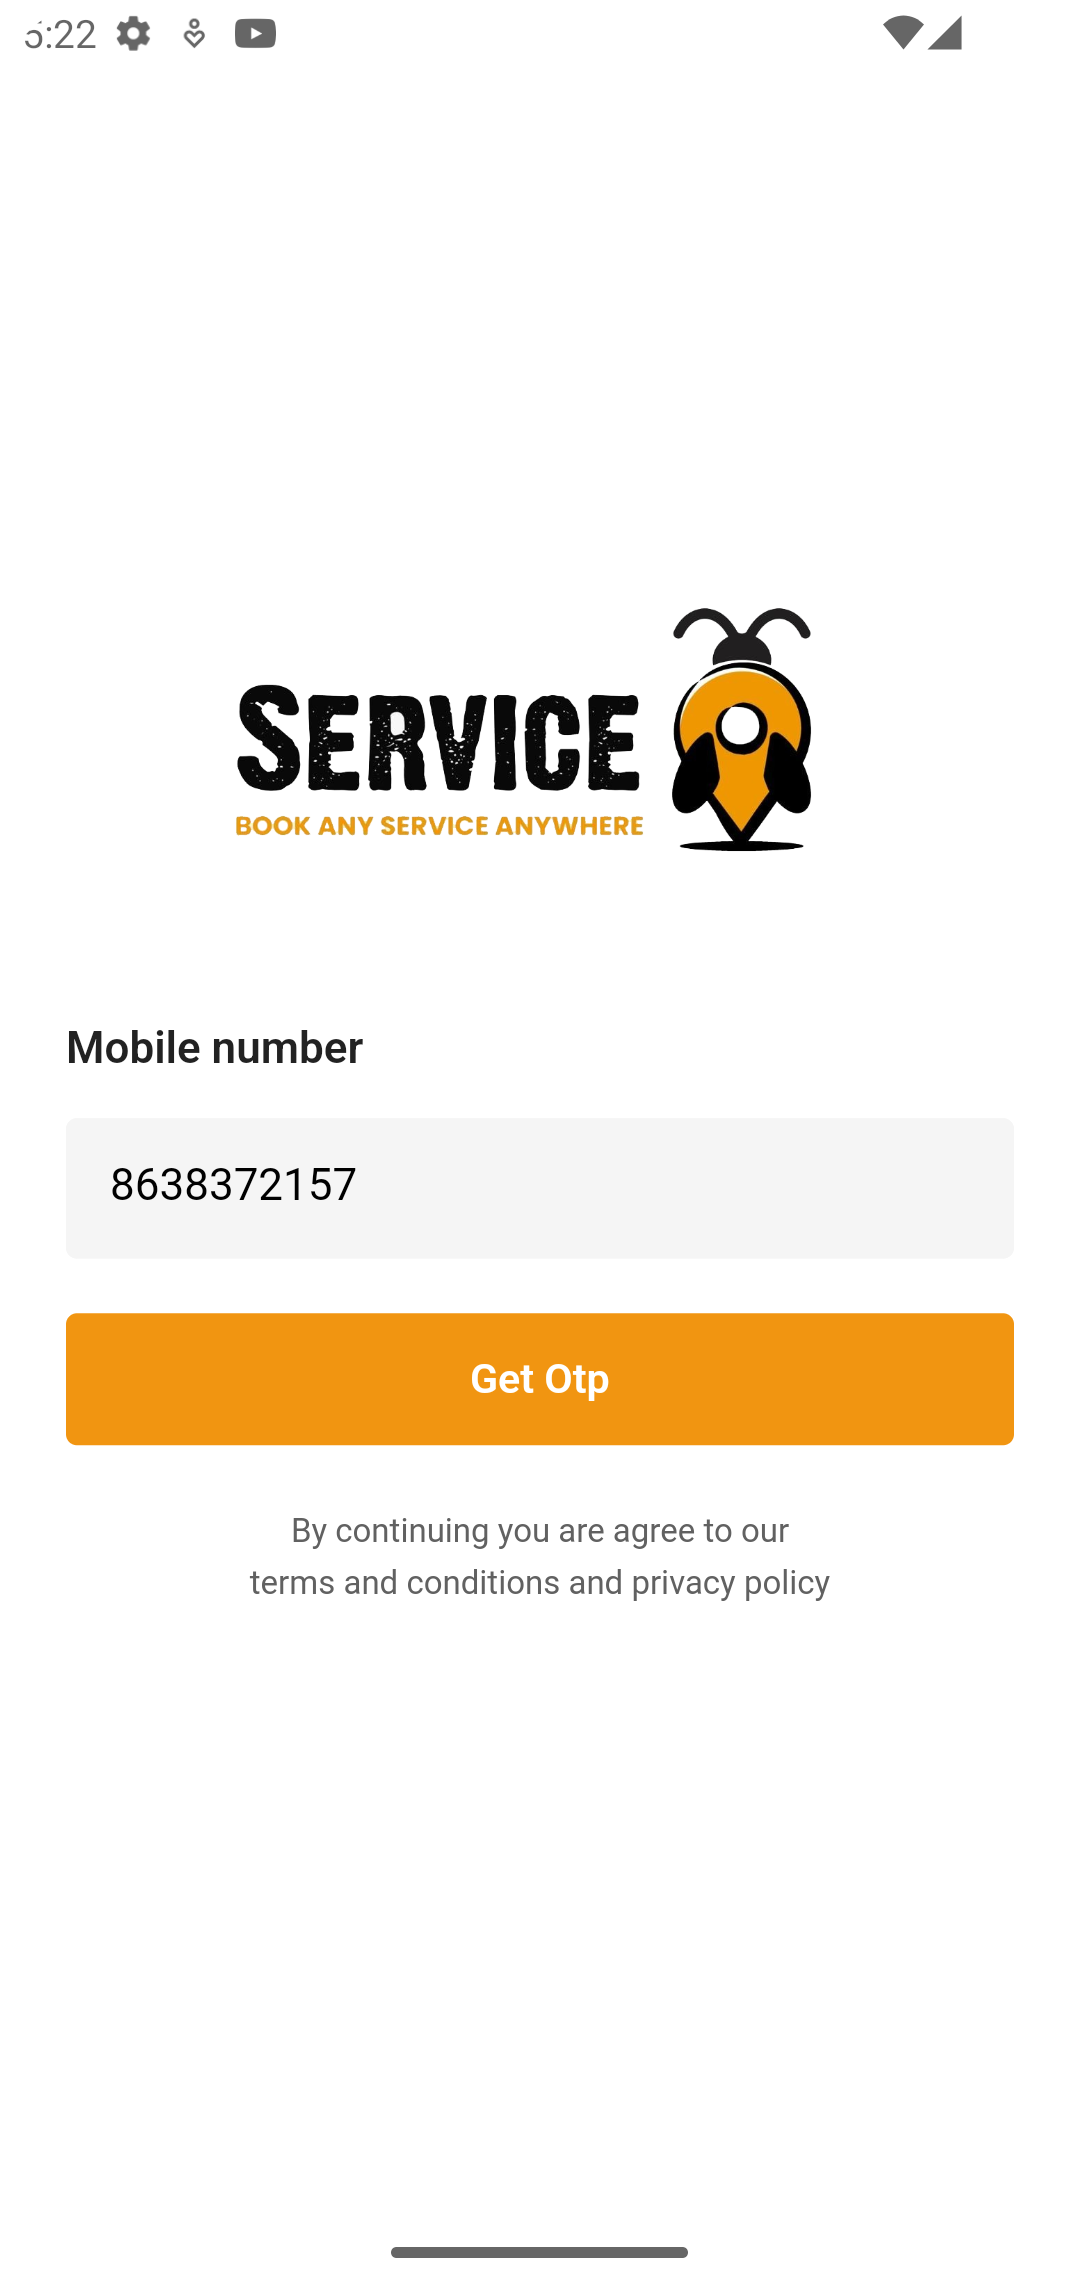 5:22
SERVICE
BOOK ANY SERVICE ANYWHERE
Mobile number
8638372157
Get Otp
By continuing you are agree to our
terms and conditions and privacy policy